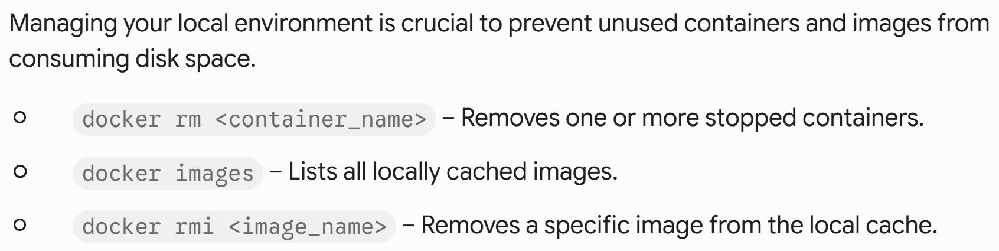 Managing your local environment is crucial to prevent unused containers and images from
consuming disk space.
docker rm <container_name> – Removes one or more stopped containers.
docker images – Lists all locally cached images.
docker rmi <image_name> – Removes a specific image from the local cache.